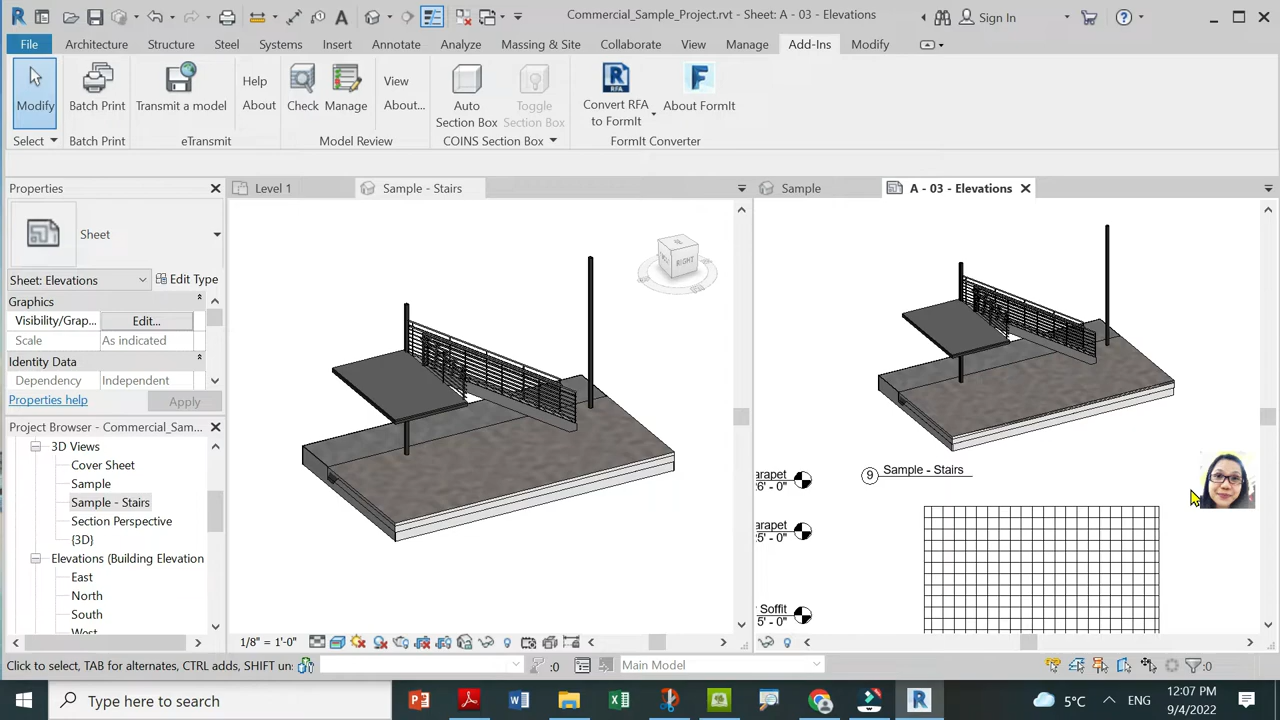 Commercial_Sample_Project.rvt - Sheet: A - 03 - Elevations
Sign In
File Architecture Structure Steel Systems Insert Annotate Analyze Massing & Site Collaborate View Manage Add-Ins Modify
Modify
Select
Batch Print
Batch Print
Transmit a model
Help
About
eTransmit
Check
Manage
View
About...
Model Review
Auto
Section Box
Toggle
Section Box
COINS Section Box
RFA
Convert RFA
to FormIt
About FormIt
FormIt Converter
Properties
Level 1
Sample - Stairs
Sample
A - 03 - Elevations
Sheet
Sheet: Elevations
Edit Type
Graphics
Visibility/Grap... Edit...
Scale As indicated
Identity Data
Dependency Independent
Properties help
Apply
Project Browser - Commercial_Sam...
3D Views
Cover Sheet
Sample
Sample - Stairs
Section Perspective
{3D}
Elevations (Building Elevation
East
North
South
West
RIGHT
1/8" = 1'-0"
9 Sample - Stairs
arapet
26' - 0"
arapet
25' - 0"
Soffit
5' - 0"
Click to select, TAB for alternates, CTRL adds, SHIFT un:
:0
Main Model
:0
Type here to search
5°C
ENG
12:07 PM
9/4/2022